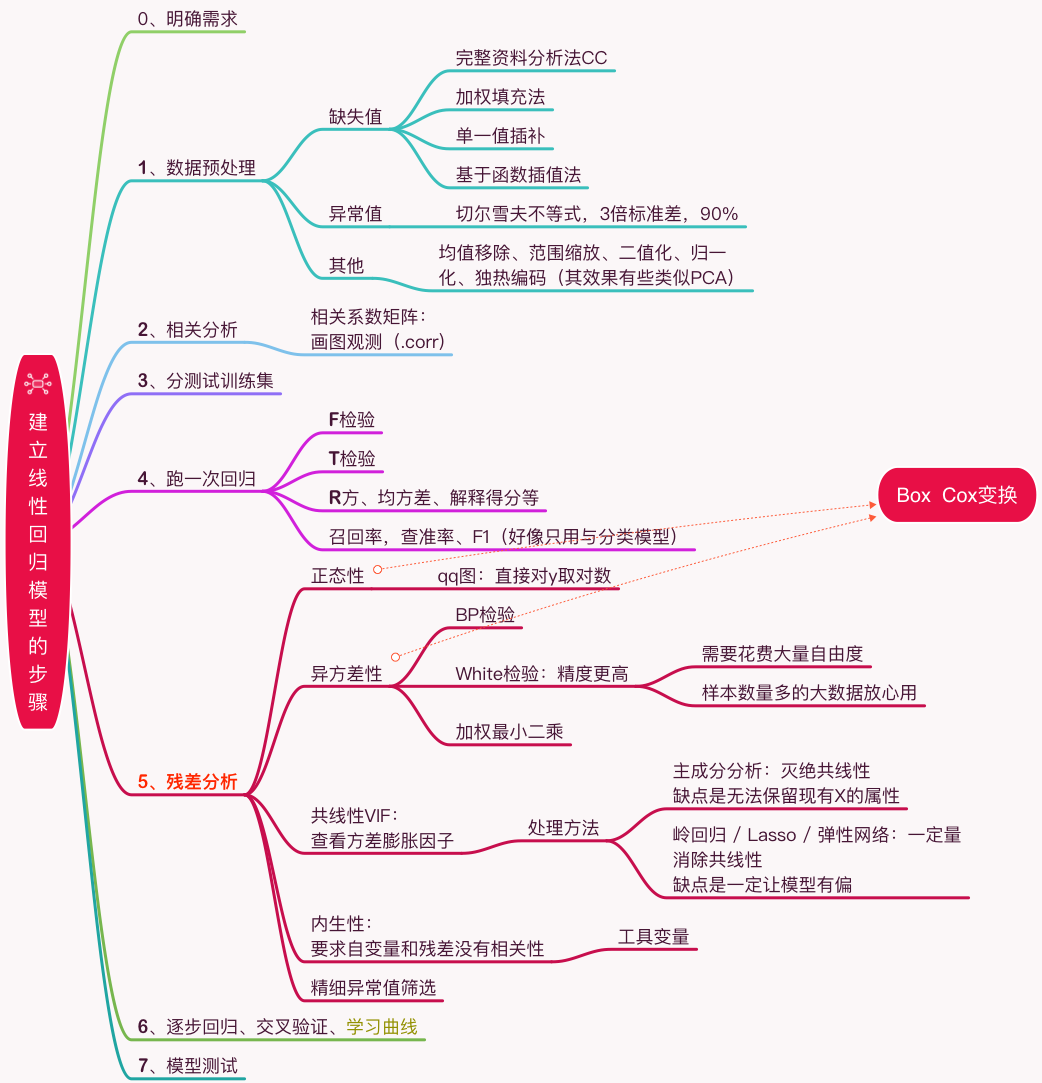 建立线性回归模型的步骤
0、明确需求
1、数据预处理
缺失值
完整资料分析法CC
加权填充法
单一值插补
基于函数插值法
异常值
切尔雪夫不等式，3倍标准差，90%
其他
均值移除、范围缩放、二值化、归一
化、独热编码（其效果有些类似PCA）
2、相关分析
相关系数矩阵：
画图观测（.corr）
3、分测试训练集
4、跑一次回归
F检验
T检验
R方、均方差、解释得分等
召回率，查准率、F1（好像只用与分类模型）
5、残差分析
正态性
qq图：直接对y取对数
异方差性
BP检验
White检验：精度更高
需要花费大量自由度
样本数量多的大数据放心用
加权最小二乘
Box Cox变换
共线性VIF：
查看方差膨胀因子
处理方法
主成分分析：灭绝共线性
缺点是无法保留现有X的属性
岭回归 / Lasso / 弹性网络：一定量
消除共线性
缺点是一定让模型有偏
内生性：
要求自变量和残差没有相关性
工具变量
精细异常值筛选
6、逐步回归、交叉验证、学习曲线
7、模型测试